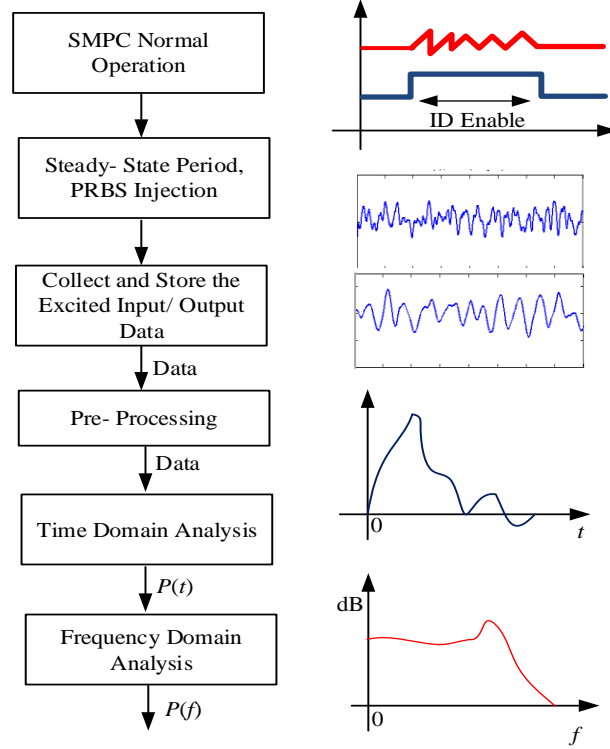 SMPC Normal
Operation
Steady- State Period,
PRBS Injection
Collect and Store the
Excited Input/ Output
Data
Data
Pre- Processing
Data
Time Domain Analysis
P(t)
Frequency Domain
Analysis
P(f)
ID Enable
0
t
dB
0
f